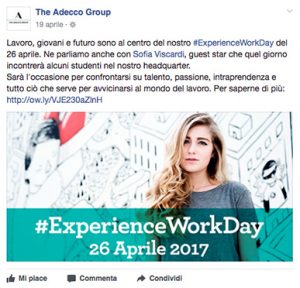 The Adecco Group
19 aprile
Lavoro, giovani e futuro sono al centro del nostro #ExperienceWorkDay del
26 aprile. Ne parliamo anche con Sofia Viscardi, guest star che quel giorno
incontrerà alcuni studenti nel nostro headquarter.
Sarà l'occasione per confrontarsi su talento, passione, intraprendenza e
tutto ciò che serve per avvicinarsi al mondo del lavoro. Per saperne di più:
http://ow.ly/VJE230aZlnH
#ExperienceWorkDay
26 Aprile 2017
Mi piace Commenta Condividi